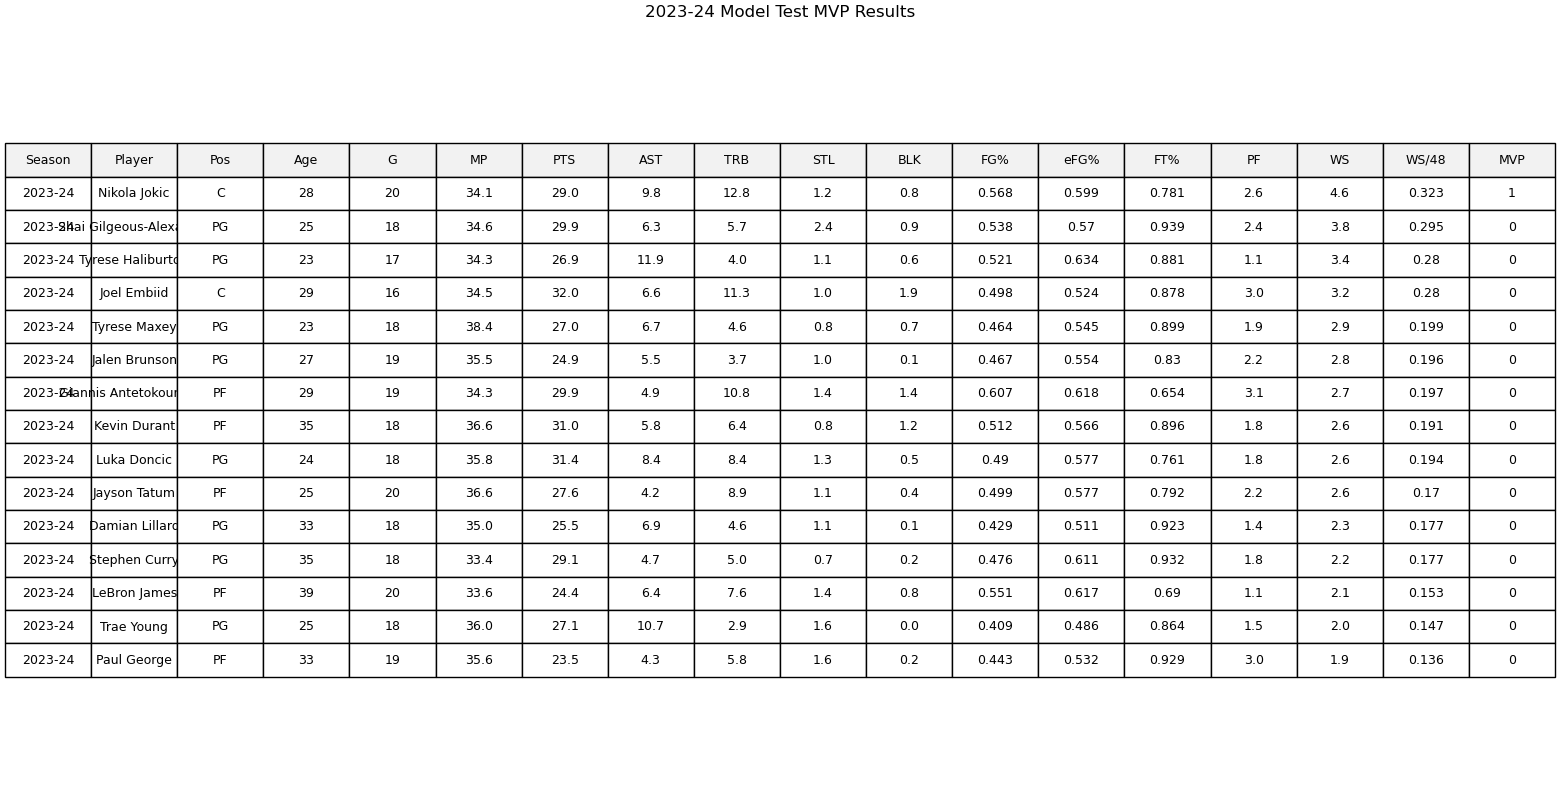 2023-24 Model Test MVP Results
Season Player Pos Age G MP PTS AST TRB STL BLK FG% eFG% FT% PF WS WS/48 MVP
2023-24 Nikola Jokic C 28 20 34.1 29.0 9.8 12.8 1.2 0.8 0.568 0.599 0.781 2.6 4.6 0.323 1
2023-24 Shai Gilgeous-Alexa PG 25 18 34.6 29.9 6.3 5.7 2.4 0.9 0.538 0.57 0.939 2.4 3.8 0.295 0
2023-24 Tyrese Haliburto PG 23 17 34.3 26.9 11.9 4.0 1.1 0.6 0.521 0.634 0.881 1.1 3.4 0.28 0
2023-24 Joel Embiid C 29 16 34.5 32.0 6.6 11.3 1.0 1.9 0.498 0.524 0.878 3.0 3.2 0.28 0
2023-24 Tyrese Maxey PG 23 18 38.4 27.0 6.7 4.6 0.8 0.7 0.464 0.545 0.899 1.9 2.9 0.199 0
2023-24 Jalen Brunson PG 27 19 35.5 24.9 5.5 3.7 1.0 0.1 0.467 0.554 0.83 2.2 2.8 0.196 0
2023-24 Giannis Antetokour PF 29 19 34.3 29.9 4.9 10.8 1.4 1.4 0.607 0.618 0.654 3.1 2.7 0.197 0
2023-24 Kevin Durant PF 35 18 36.6 31.0 5.8 6.4 0.8 1.2 0.512 0.566 0.896 1.8 2.6 0.191 0
2023-24 Luka Doncic PG 24 18 35.8 31.4 8.4 8.4 1.3 0.5 0.49 0.577 0.761 1.8 2.6 0.194 0
2023-24 Jayson Tatum PF 25 20 36.6 27.6 4.2 8.9 1.1 0.4 0.499 0.577 0.792 2.2 2.6 0.17 0
2023-24 Damian Lillard PG 33 18 35.0 25.5 6.9 4.6 1.1 0.1 0.429 0.511 0.923 1.4 2.3 0.177 0
2023-24 Stephen Curry PG 35 18 33.4 29.1 4.7 5.0 0.7 0.2 0.476 0.611 0.932 1.8 2.2 0.177 0
2023-24 LeBron James PF 39 20 33.6 24.4 6.4 7.6 1.4 0.8 0.551 0.617 0.69 1.1 2.1 0.153 0
2023-24 Trae Young PG 25 18 36.0 27.1 10.7 2.9 1.6 0.0 0.409 0.486 0.864 1.5 2.0 0.147 0
2023-24 Paul George PF 33 19 35.6 23.5 4.3 5.8 1.6 0.2 0.443 0.532 0.929 3.0 1.9 0.136 0